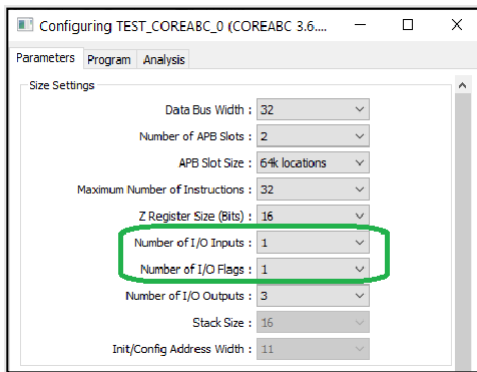 Configuring TEST_COREABC_0 (COREABC 3.6....
Parameters Program Analysis
Size Settings
Data Bus Width : 32
Number of APB Slots : 2
APB Slot Size : 64k locations
Maximum Number of Instructions : 32
Z Register Size (Bits) : 16
Number of I/O Inputs : 1
Number of I/O Flags : 1
Number of I/O Outputs : 3
Stack Size : 16
Init/Config Address Width : 11